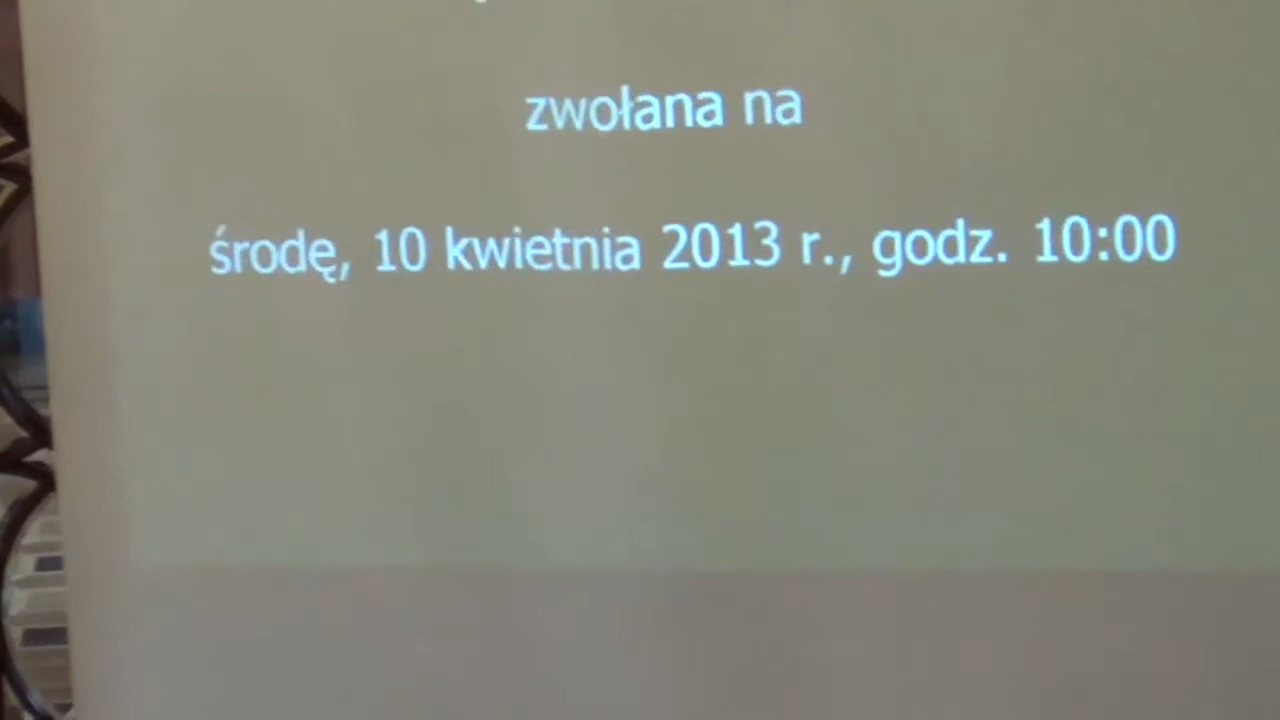 zwołana na
środę, 10 kwietnia 2013 r., godz. 10:00